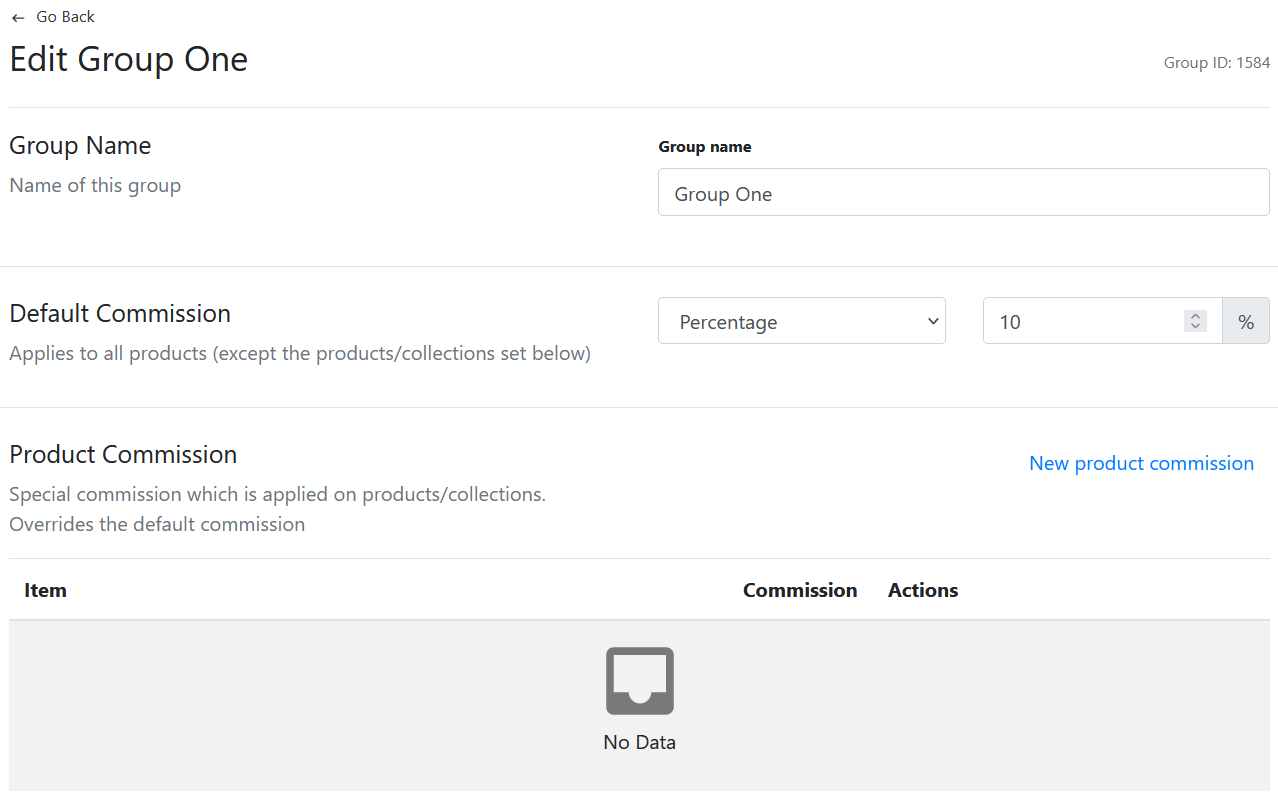 ← Go Back
Edit Group One
Group ID: 1584
Group Name
Name of this group
Group name
Group One
Default Commission
Applies to all products (except the products/collections set below)
Percentage
10
%
Product Commission
Special commission which is applied on products/collections.
Overrides the default commission
New product commission
Item Commission Actions
No Data